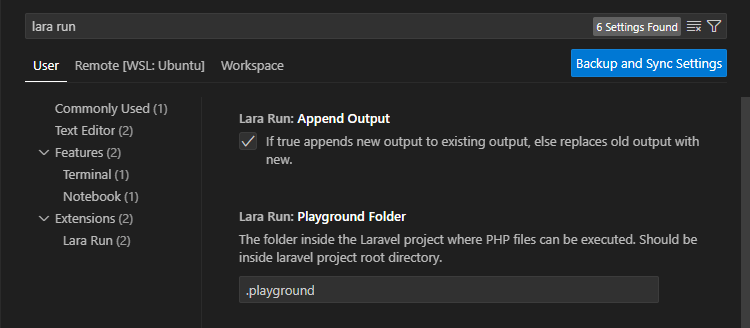 lara run
6 Settings Found
User
Remote [WSL: Ubuntu]
Workspace
Backup and Sync Settings
Commonly Used (1)
Text Editor (2)
Features (2)
Terminal (1)
Notebook (1)
Extensions (2)
Lara Run (2)
Lara Run: Append Output
If true appends new output to existing output, else replaces old output with
new.
Lara Run: Playground Folder
The folder inside the Laravel project where PHP files can be executed. Should be
inside laravel project root directory.
.playground